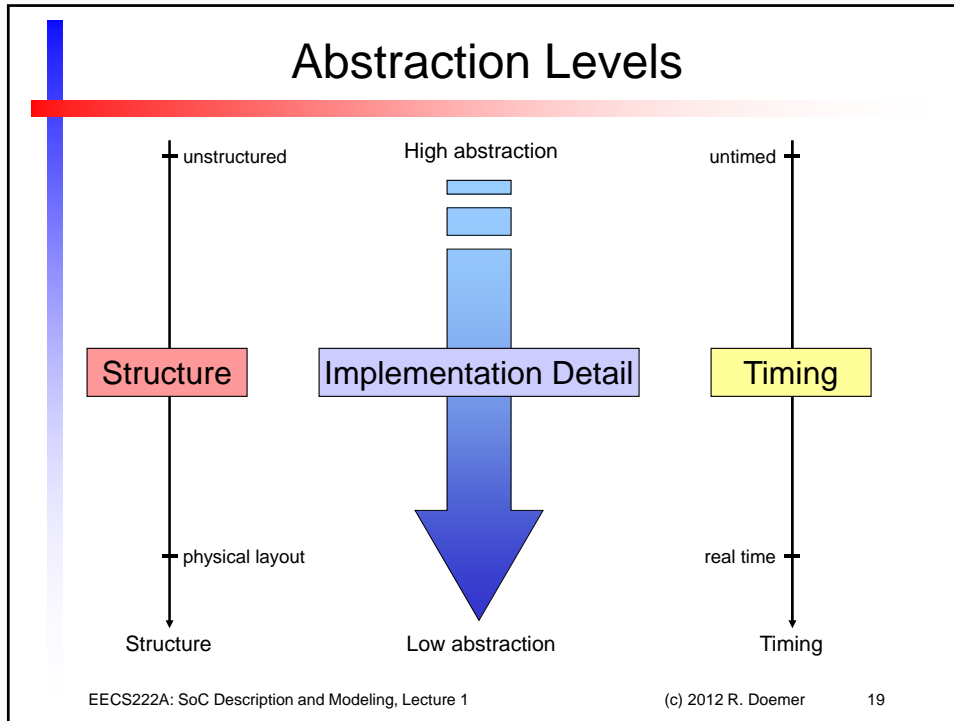 Abstraction Levels
unstructured
High abstraction
untimed
Structure
Implementation Detail
Timing
physical layout
real time
Structure
Low abstraction
Timing
EECS222A: SoC Description and Modeling, Lecture 1
(c) 2012 R. Doemer
19